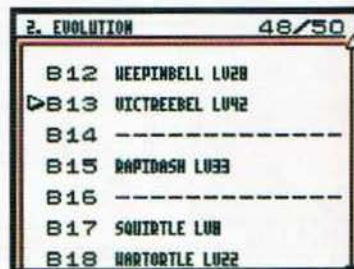 2. EVOLUTION 48/50
B12 WEEPINBELL LV28
▷B13 VICTREEBEL LV42
B14 --------------
B15 RAPIDASH LV33
B16 --------------
B17 SQUIRTLE LV8
B18 WARTORTLE LV22